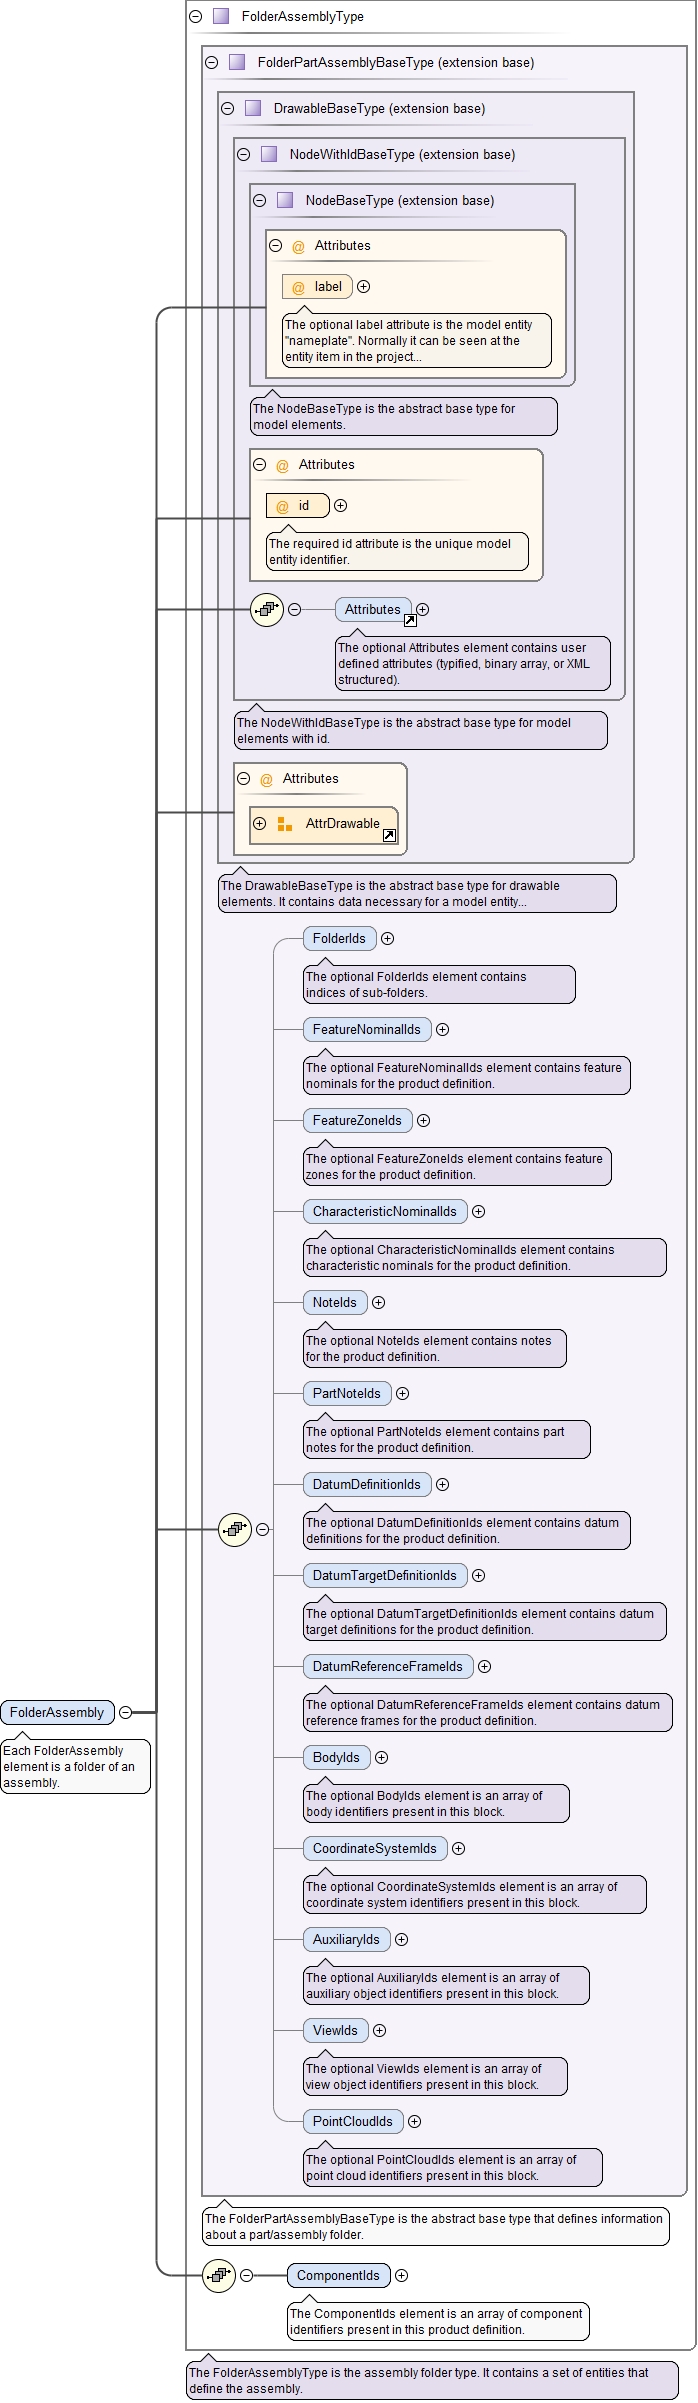 FolderAssemblyType
FolderPartAssemblyBaseType (extension base)
DrawableBaseType (extension base)
NodeWithIdBaseType (extension base)
NodeBaseType (extension base)
@ Attributes
@ label
The optional label attribute is the model entity
"nameplate". Normally it can be seen at the
entity item in the project...
The NodeBaseType is the abstract base type for
model elements.
@ Attributes
@ id
The required id attribute is the unique model
entity identifier.
Attributes
The optional Attributes element contains user
defined attributes (typified, binary array, or XML
structured).
The NodeWithIdBaseType is the abstract base type for model
elements with id.
@ Attributes
AttrDrawable
The DrawableBaseType is the abstract base type for drawable
elements. It contains data necessary for a model entity...
FolderIds
The optional FolderIds element contains
indices of sub-folders.
FeatureNominalIds
The optional FeatureNominalIds element contains feature
nominals for the product definition.
FeatureZoneIds
The optional FeatureZoneIds element contains feature
zones for the product definition.
CharacteristicNominalIds
The optional CharacteristicNominalIds element contains
characteristic nominals for the product definition.
NoteIds
The optional NoteIds element contains notes
for the product definition.
PartNoteIds
The optional PartNoteIds element contains part
notes for the product definition.
DatumDefinitionIds
The optional DatumDefinitionIds element contains datum
definitions for the product definition.
DatumTargetDefinitionIds
The optional DatumTargetDefinitionIds element contains datum
target definitions for the product definition.
DatumReferenceFrameIds
The optional DatumReferenceFrameIds element contains datum
reference frames for the product definition.
FolderAssembly
Each FolderAssembly
element is a folder of an
assembly.
BodyIds
The optional BodyIds element is an array of
body identifiers present in this block.
CoordinateSystemIds
The optional CoordinateSystemIds element is an array of
coordinate system identifiers present in this block.
AuxiliaryIds
The optional AuxiliaryIds element is an array of
auxiliary object identifiers present in this block.
ViewIds
The optional ViewIds element is an array of
view object identifiers present in this block.
PointCloudIds
The optional PointCloudIds element is an array of
point cloud identifiers present in this block.
The FolderPartAssemblyBaseType is the abstract base type that defines information
about a part/assembly folder.
ComponentIds
The ComponentIds element is an array of component
identifiers present in this product definition.
The FolderAssemblyType is the assembly folder type. It contains a set of entities that
define the assembly.